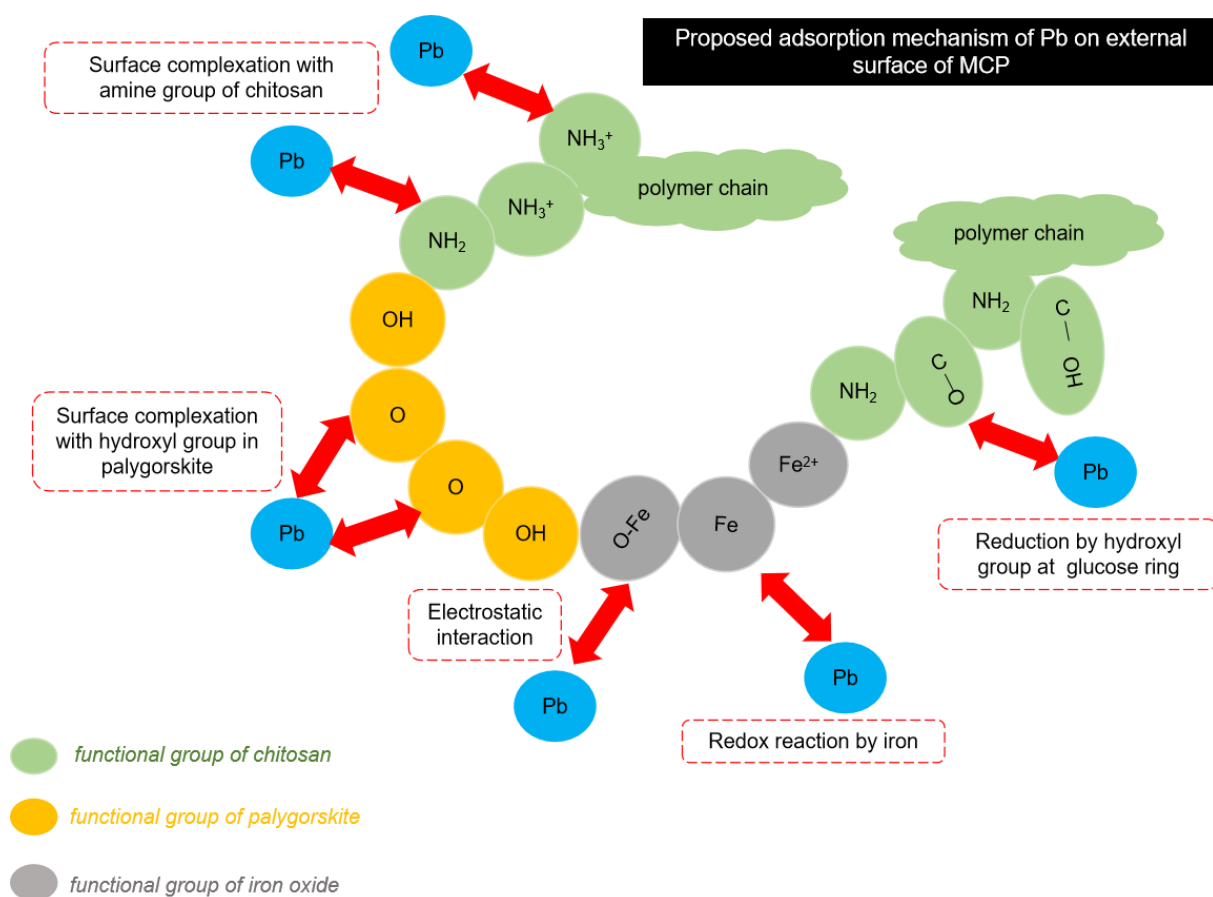 Proposed adsorption mechanism of Pb on external
surface of MCP
Pb
Surface complexation with
amine group of chitosan
NH₃⁺
Pb
polymer chain
NH₃⁺
NH₂
polymer chain
NH₂
C – OH
OH
C – O
NH₂
Surface complexation
with hydroxyl group in
palygorskite
O
Fe²⁺
Pb
O
Pb
OH
O-Fe
Fe
Reduction by hydroxyl
group at glucose ring
Electrostatic
interaction
Pb
Pb
Redox reaction by iron
functional group of chitosan
functional group of palygorskite
functional group of iron oxide